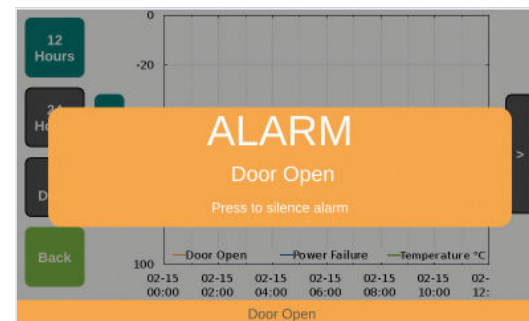 12
Hours
0
-20
ALARM
Door Open
Press to silence alarm
>
Back
100
Door Open
Power Failure
Temperature °C
02-15
00:00
02-15
02:00
02-15
04:00
02-15
06:00
02-15
08:00
02-15
10:00
02-
12:
Door Open